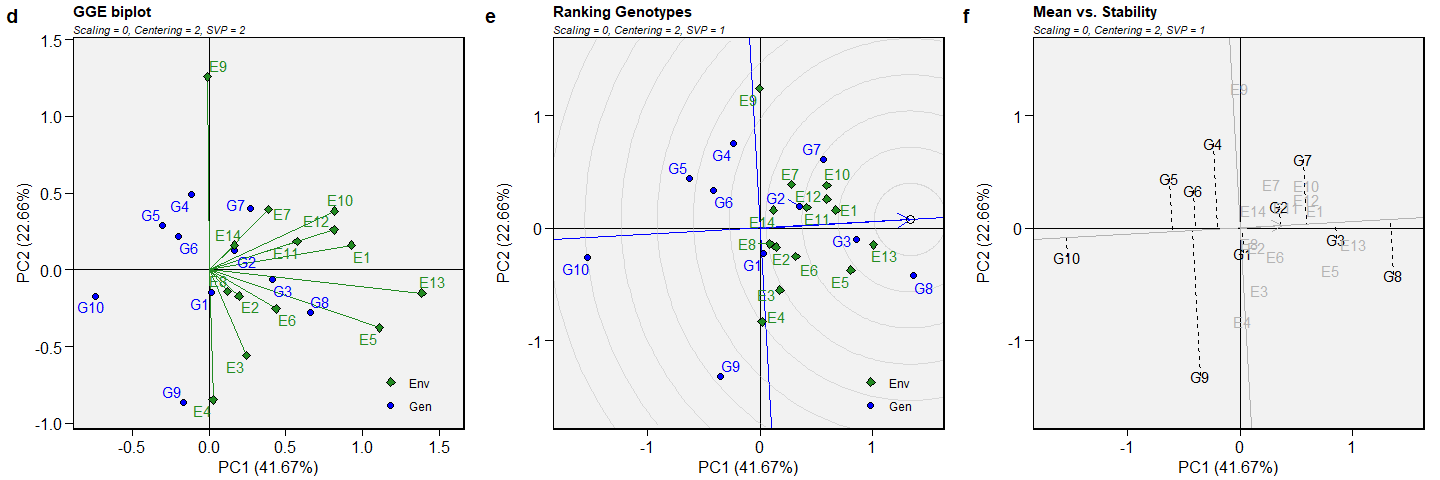 d
GGE biplot
Scaling = 0, Centering = 2, SVP = 2
1.5
1.0
0.5
0.0
-0.5
-1.0
PC2 (22.66%)
E9
G4
G5
G6
G7
E7
E10
E12
E14
E11
E1
G2
E8
G10
G1
E2
G3
E13
E6
G8
E5
E3
G9
E4
Env
Gen
-0.5
0.0
0.5
1.0
1.5
PC1 (41.67%)
e
Ranking Genotypes
Scaling = 0, Centering = 2, SVP = 1
1
0
-1
PC2 (22.66%)
E9
G4
G7
G5
G6
E7
E10
G2
E12
E14
E11
E1
E8
G3
E13
G10
G1
E2
E6
E5
G8
E3
E4
G9
Env
Gen
-1
0
1
PC1 (41.67%)
f
Mean vs. Stability
Scaling = 0, Centering = 2, SVP = 1
1
0
-1
PC2 (22.66%)
E9
G4
G7
G5
G6
E7
E10
E12
G2
E14
E11
E1
E8
E2
G3
E13
G10
G1
E6
E5
G8
E3
E4
G9
-1
0
1
PC1 (41.67%)